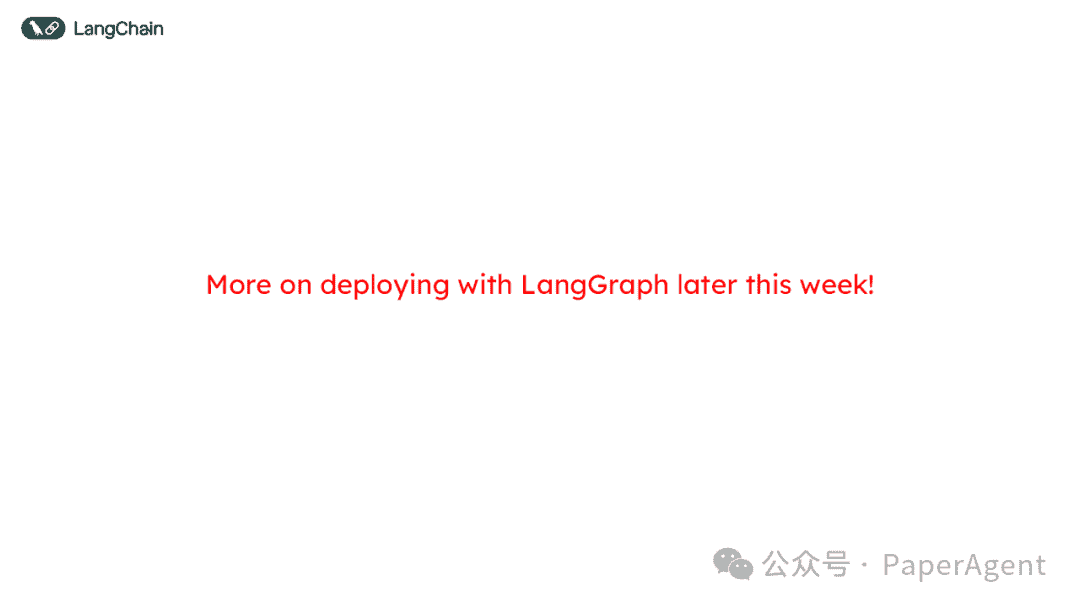 LangChain
More on deploying with LangGraph later this week!
公众号 · PaperAgent